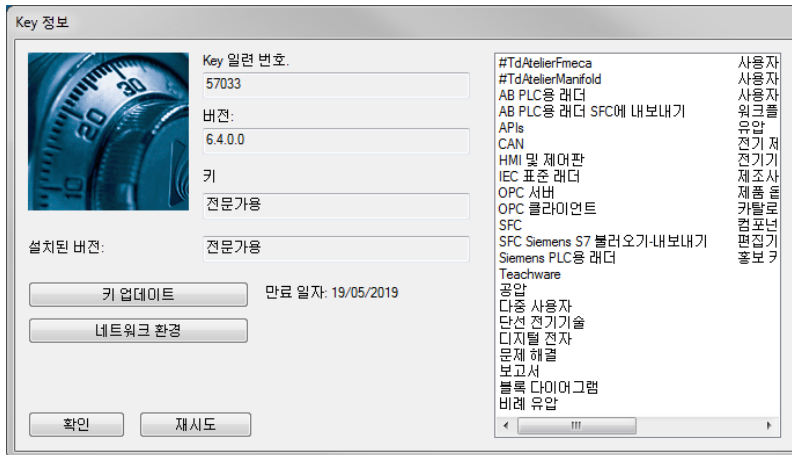 Key 정보
30
20
10
Key 일련 번호.
57033
버전:
6.4.0.0
키
전문가용
설치된 버전:
전문가용
키 업데이트
만료 일자: 19/05/2019
네트워크 환경
확인
재시도
#TdAtelierFmeca 사용자
#TdAtelierManifold 사용자
AB PLC용 래더 사용자
AB PLC용 래더 SFC에 내보내기 워크플
APIs 유압
CAN 전기 제
HMI 및 제어판 전기기
IEC 표준 래더 제조사
OPC 서버 제품
OPC 클라이언트 카탈로
SFC 컴포넌
SFC Siemens S7 불러오기-내보내기 편집기
Siemens PLC용 래더 홍보
Teachware
공압
다중 사용자
단선 전기기술
디지털 전자
문제 해결
보고서
블록 다이어그램
비례 유압